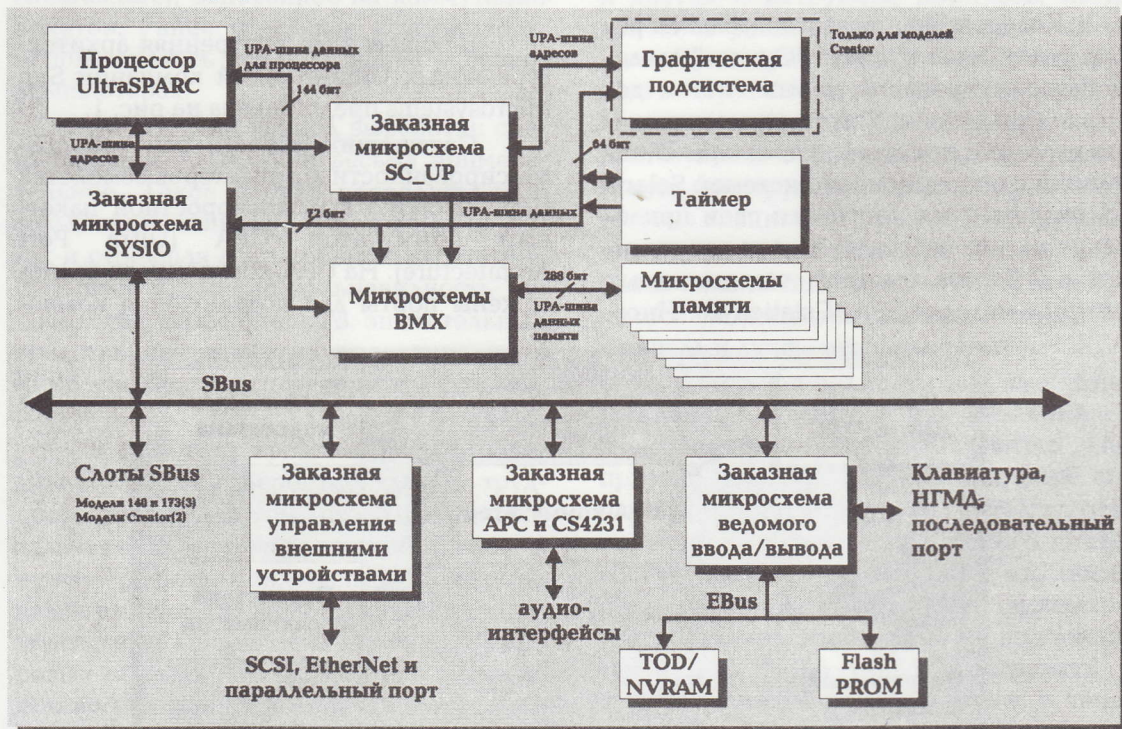 Процессор
UltraSPARC
UPA-шина данных
для процессора
144 бит
UPA-шина
адресов
Заказная
микросхема
SC_UP
UPA-шина
адресов
Графическая
подсистема
Только для моделей
Creator
64 бит
Заказная
микросхема
SYSIO
72 бит
UPA-шина данных
Таймер
Микросхемы
BMX
288 бит
UPA-шина
данных
памяти
Микросхемы
памяти
SBus
Слоты SBus
Модели 140 и 173(3)
Модели Creator(2)
Заказная
микросхема
управления
внешними
устройствами
SCSI, EtherNet и
параллельный порт
Заказная
микросхема
APC и CS4231
аудио-
интерфейсы
Заказная
микросхема
ведомого
ввода/вывода
Клавиатура,
НГМД,
последовательный
порт
EBus
TOD/
NVRAM
Flash
PROM